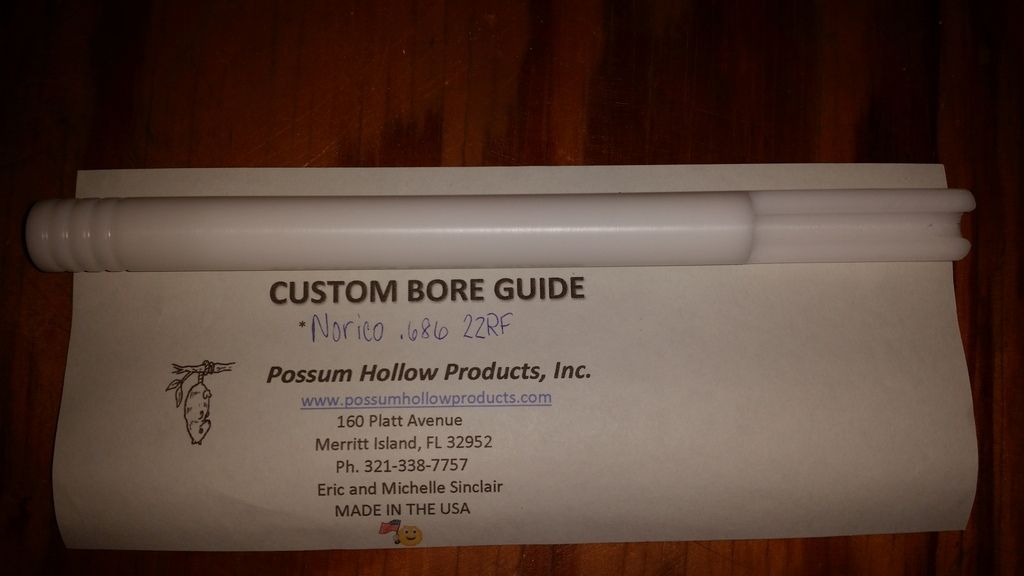 CUSTOM BORE GUIDE
*Norico .686 22RF
Possum Hollow Products, Inc.
www.possumhollowproducts.com
160 Platt Avenue
Merritt Island, FL 32952
Ph. 321-338-7757
Eric and Michelle Sinclair
MADE IN THE USA